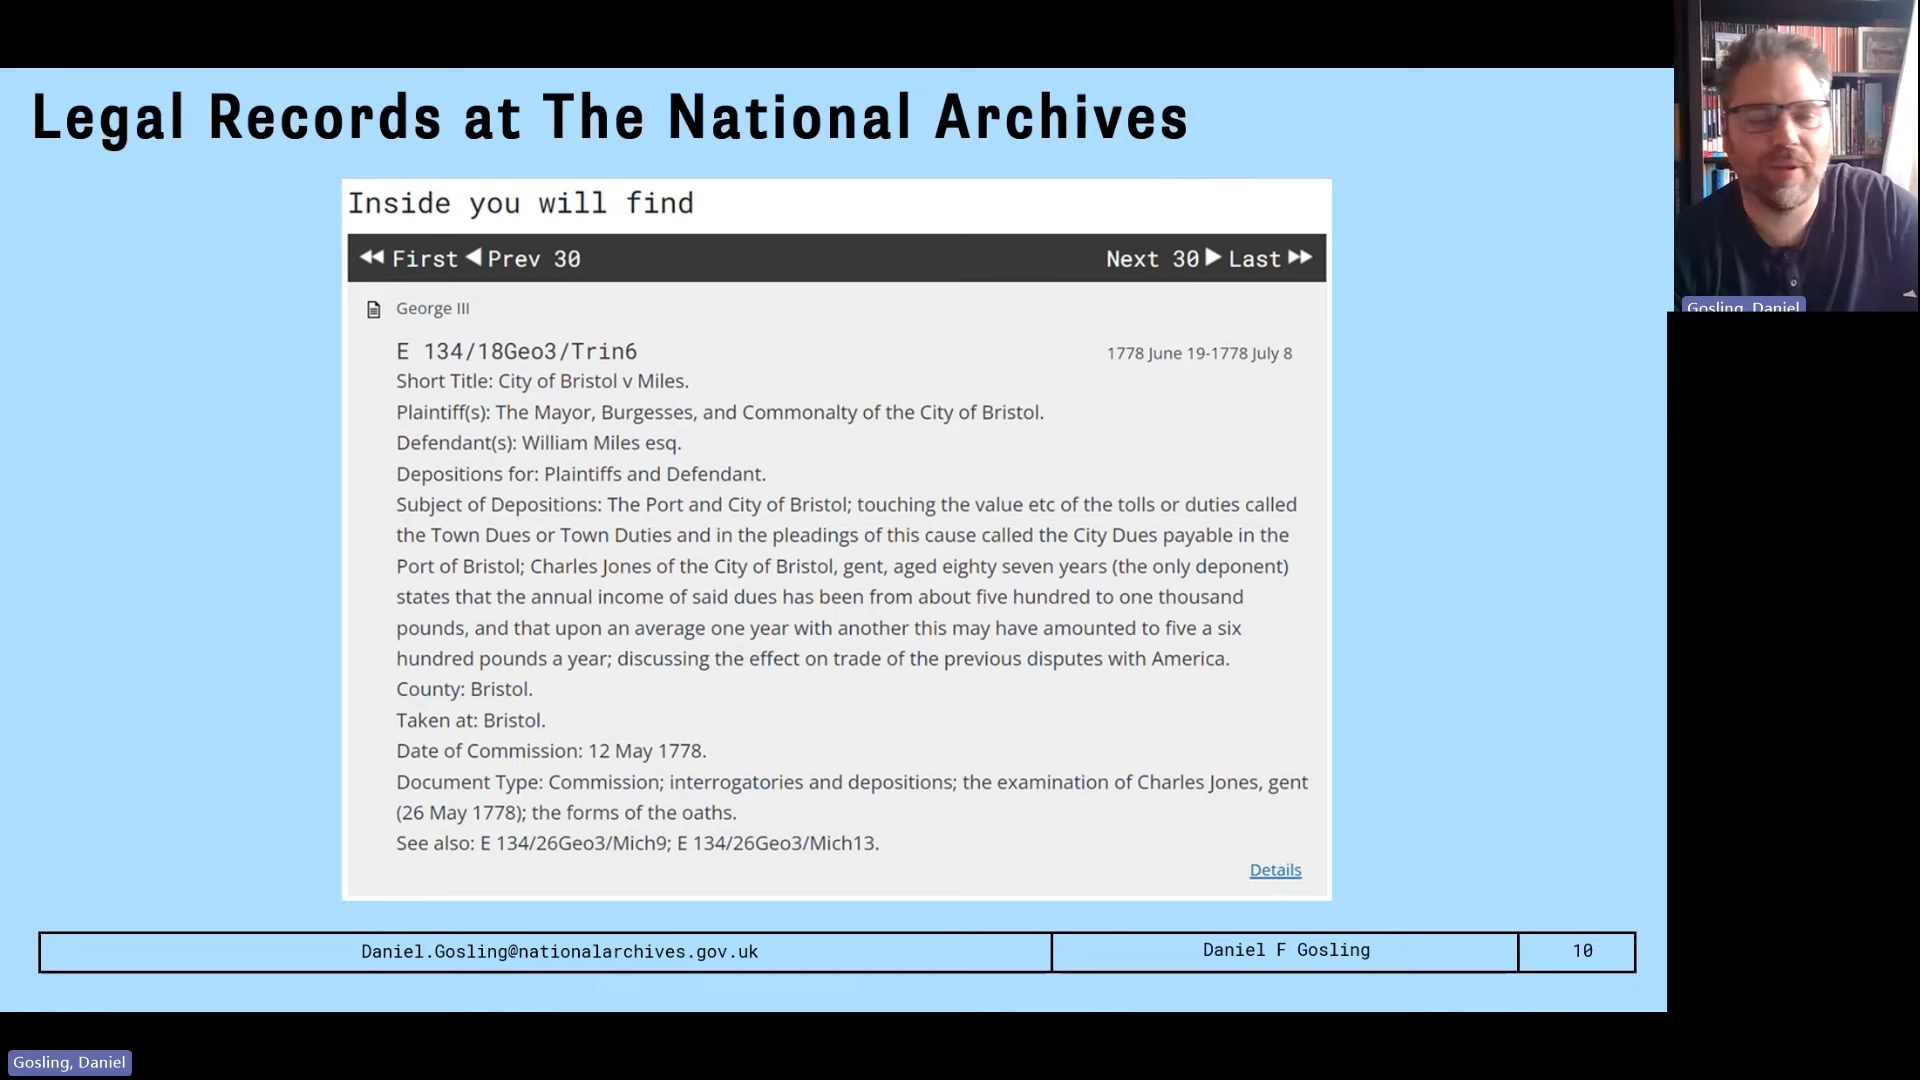 Legal Records at The National Archives
Inside you will find
First Prev 30 Next 30 Last
George III
E 134/18Geo3/Trin6 1778 June 19-1778 July 8
Short Title: City of Bristol v Miles.
Plaintiff(s): The Mayor, Burgesses, and Commonalty of the City of Bristol.
Defendant(s): William Miles esq.
Depositions for: Plaintiffs and Defendant.
Subject of Depositions: The Port and City of Bristol; touching the value etc of the tolls or duties called
the Town Dues or Town Duties and in the pleadings of this cause called the City Dues payable in the
Port of Bristol; Charles Jones of the City of Bristol, gent, aged eighty seven years (the only deponent)
states that the annual income of said dues has been from about five hundred to one thousand
pounds, and that upon an average one year with another this may have amounted to five a six
hundred pounds a year; discussing the effect on trade of the previous disputes with America.
County: Bristol.
Taken at: Bristol.
Date of Commission: 12 May 1778.
Document Type: Commission; interrogatories and depositions; the examination of Charles Jones, gent
(26 May 1778); the forms of the oaths.
See also: E 134/26Geo3/Mich9; E 134/26Geo3/Mich13.
Details
Daniel.Gosling@nationalarchives.gov.uk Daniel F Gosling 10
Gosling, Daniel
Gosling, Daniel